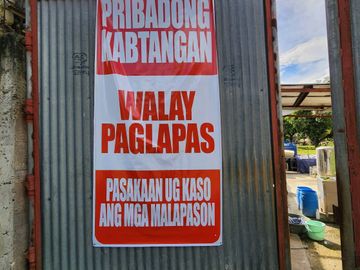 PRIBADONG
KABTANGAN
WALAY
PAGLAPAS
PASAKAAN UG KASO
ANG MGA MALAPASON